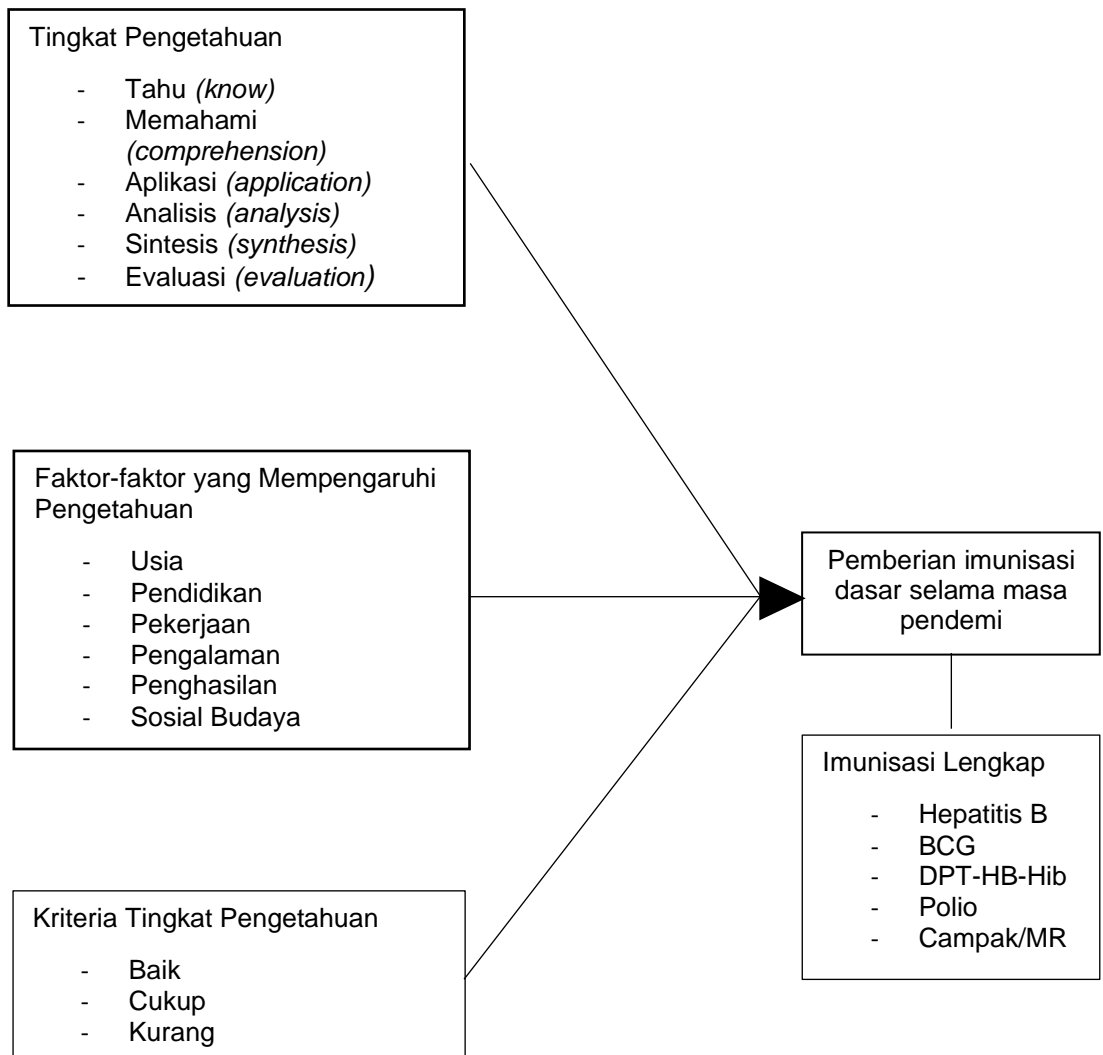 Tingkat Pengetahuan
- Tahu (know)
- Memahami
(comprehension)
- Aplikasi (application)
- Analisis (analysis)
- Sintesis (synthesis)
- Evaluasi (evaluation)
Faktor-faktor yang Mempengaruhi
Pengetahuan
- Usia
- Pendidikan
- Pekerjaan
- Pengalaman
- Penghasilan
- Sosial Budaya
Kriteria Tingkat Pengetahuan
- Baik
- Cukup
- Kurang
Pemberian imunisasi
dasar selama masa
pendemi
Imunisasi Lengkap
- Hepatitis B
- BCG
- DPT-HB-Hib
- Polio
- Campak/MR